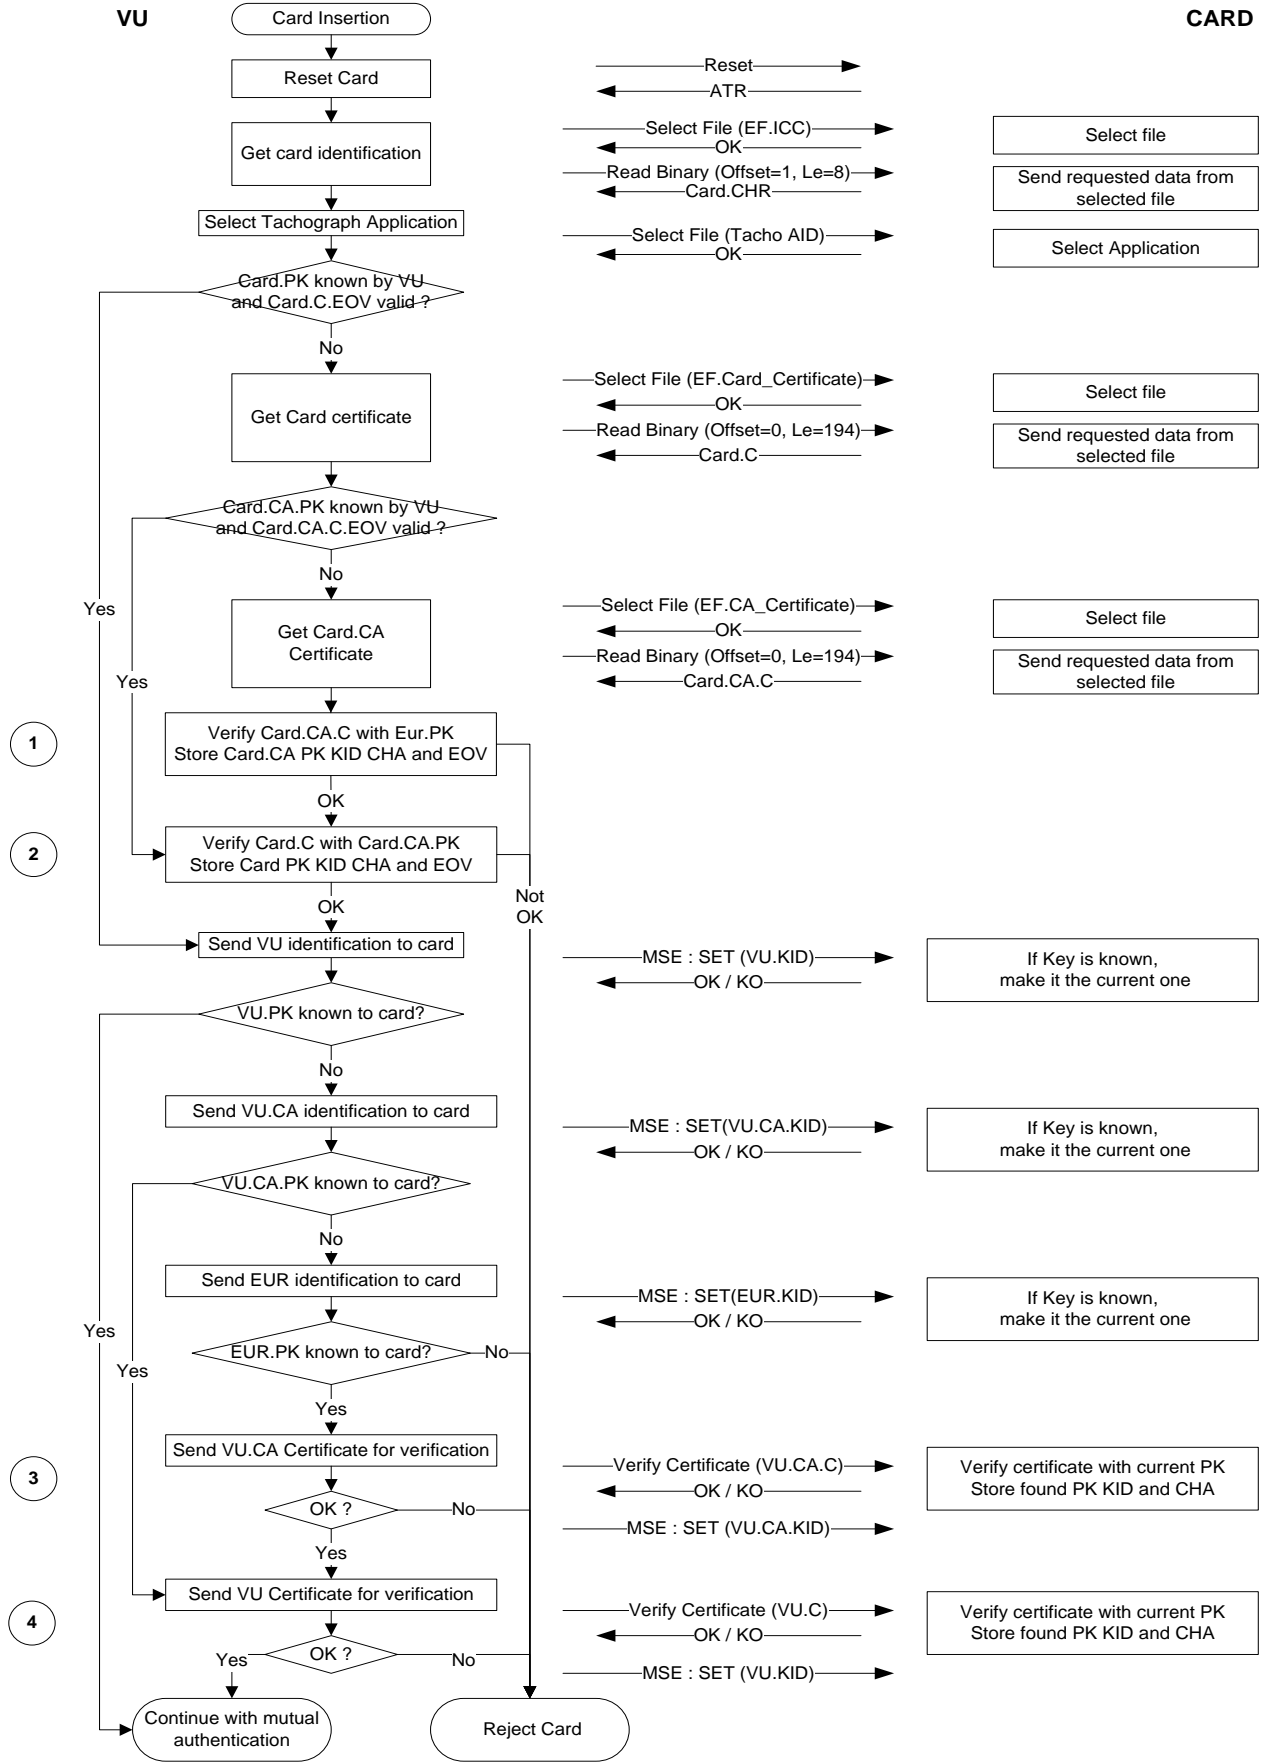 VU
Card Insertion
CARD
Reset Card
Reset
ATR
Get card identification
Select File (EF.ICC)
OK
Select file
Read Binary (Offset=1, Le=8)
Card.CHR
Send requested data from
selected file
Select Tachograph Application
Select File (Tacho AID)
OK
Select Application
Card.PK known by VU
and Card.C.EOV valid ?
No
Get Card certificate
Select File (EF.Card_Certificate)
OK
Select file
Read Binary (Offset=0, Le=194)
Card.C
Send requested data from
selected file
Card.CA.PK known by VU
and Card.CA.C.EOV valid ?
No
Yes
Get Card.CA
Certificate
Select File (EF.CA_Certificate)
OK
Select file
Read Binary (Offset=0, Le=194)
Card.CA.C
Send requested data from
selected file
Yes
1
Verify Card.CA.C with Eur.PK
Store Card.CA PK KID CHA and EOV
OK
2
Verify Card.C with Card.CA.PK
Store Card PK KID CHA and EOV
Not
OK
OK
Send VU identification to card
MSE : SET (VU.KID)
OK / KO
If Key is known,
make it the current one
VU.PK known to card?
No
Send VU.CA identification to card
MSE : SET(VU.CA.KID)
OK / KO
If Key is known,
make it the current one
VU.CA.PK known to card?
No
Send EUR identification to card
MSE : SET(EUR.KID)
OK / KO
If Key is known,
make it the current one
Yes
EUR.PK known to card?
No
Yes
Yes
Send VU.CA Certificate for verification
3
Verify Certificate (VU.CA.C)
OK / KO
Verify certificate with current PK
Store found PK KID and CHA
OK ?
No
MSE : SET (VU.CA.KID)
Yes
Send VU Certificate for verification
4
Verify Certificate (VU.C)
OK / KO
Verify certificate with current PK
Store found PK KID and CHA
OK ?
Yes
No
MSE : SET (VU.KID)
Continue with mutual
authentication
Reject Card